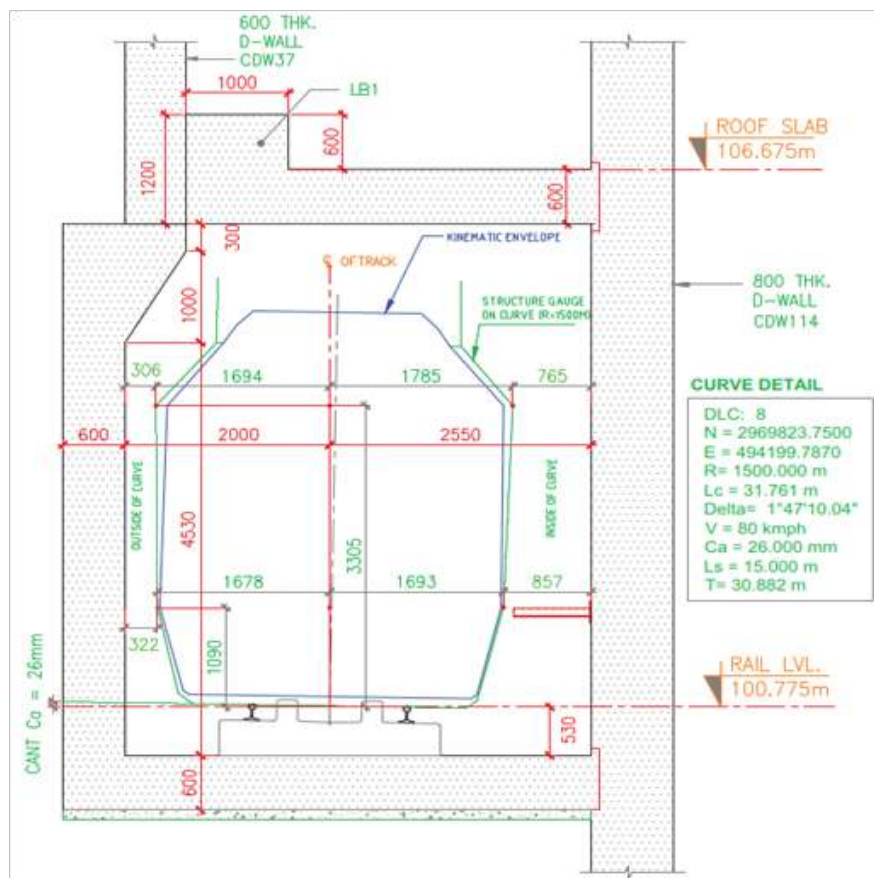 600 THK.
D-WALL
CDW37
1000
LB1
600
1200
ROOF SLAB
106.675m
600
300
KINEMATIC ENVELOPE
℄ OFTRACK
1000
STRUCTURE GAUGE
ON CURVE (R=1500M)
800 THK.
D-WALL
CDW114
306
1694
1785
765
CURVE DETAIL
DLC: 8
N = 2969823.7500
E = 494199.7870
R= 1500.000 m
Lc = 31.761 m
Delta= 1°47'10.04"
V = 80 kmph
Ca = 26.000 mm
Ls = 15.000 m
T= 30.882 m
600
2000
2550
OUTSIDE OF CURVE
4530
3305
INSIDE OF CURVE
1678
1693
857
322
1090
RAIL LVL.
100.775m
CANT Ca = 26mm
530
600